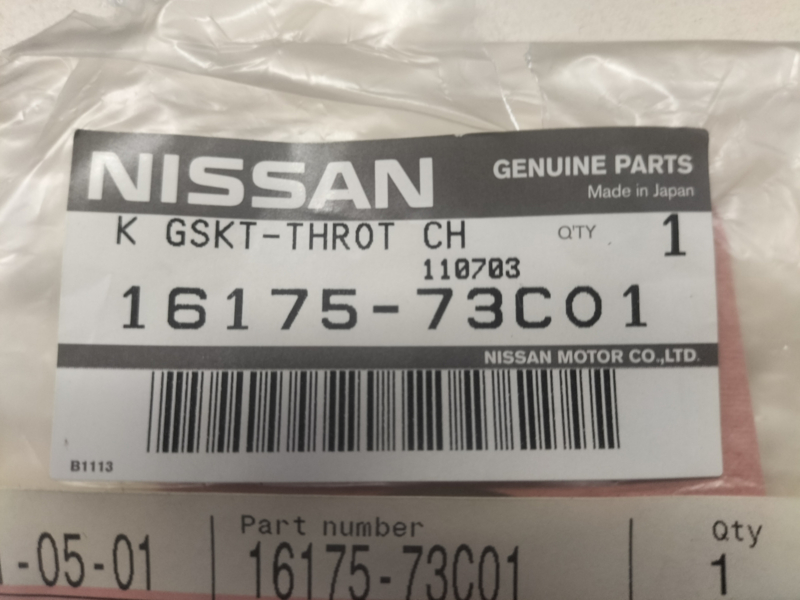 NISSAN
GENUINE PARTS
Made in Japan
K GSKT-THROT CH
Q'TY 1
110703
16175-73C01
NISSAN MOTOR CO.,LTD.
B1113
-05-01
Part number
16175-73C01
Qty
1